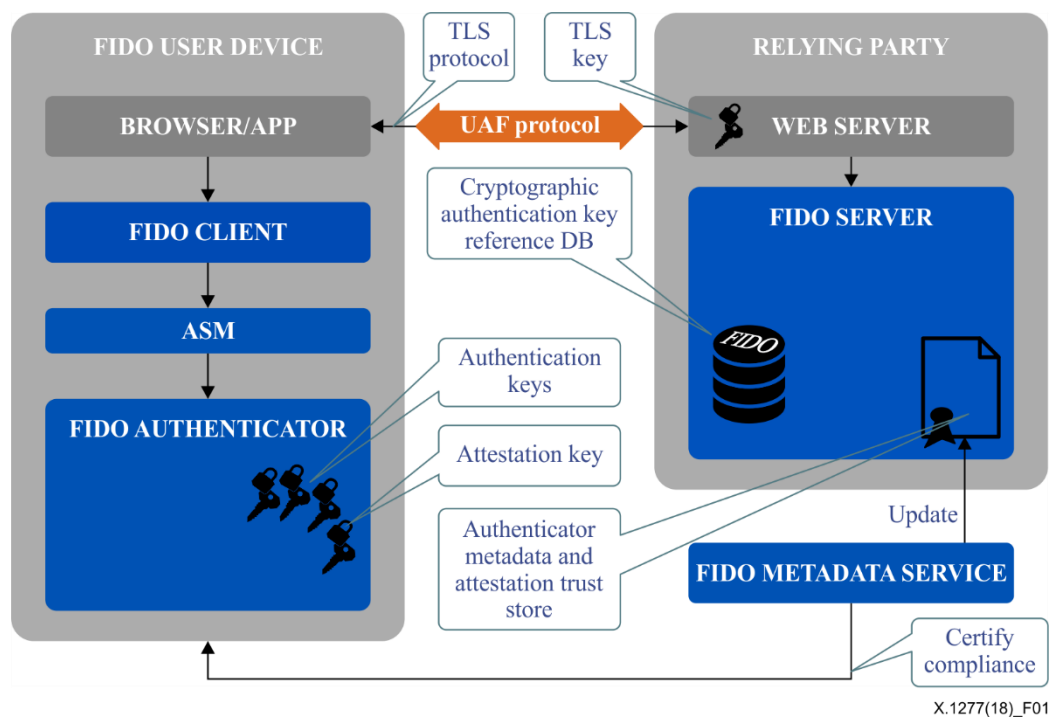 FIDO USER DEVICE
TLS
protocol
TLS
key
RELYING PARTY
BROWSER/APP
UAF protocol
WEB SERVER
Cryptographic
authentication key
reference DB
FIDO CLIENT
FIDO SERVER
ASM
FIDO
Authentication
keys
FIDO AUTHENTICATOR
Attestation key
Authenticator
metadata and
attestation trust
store
Update
FIDO METADATA SERVICE
Certify
compliance
X.1277(18)_F01